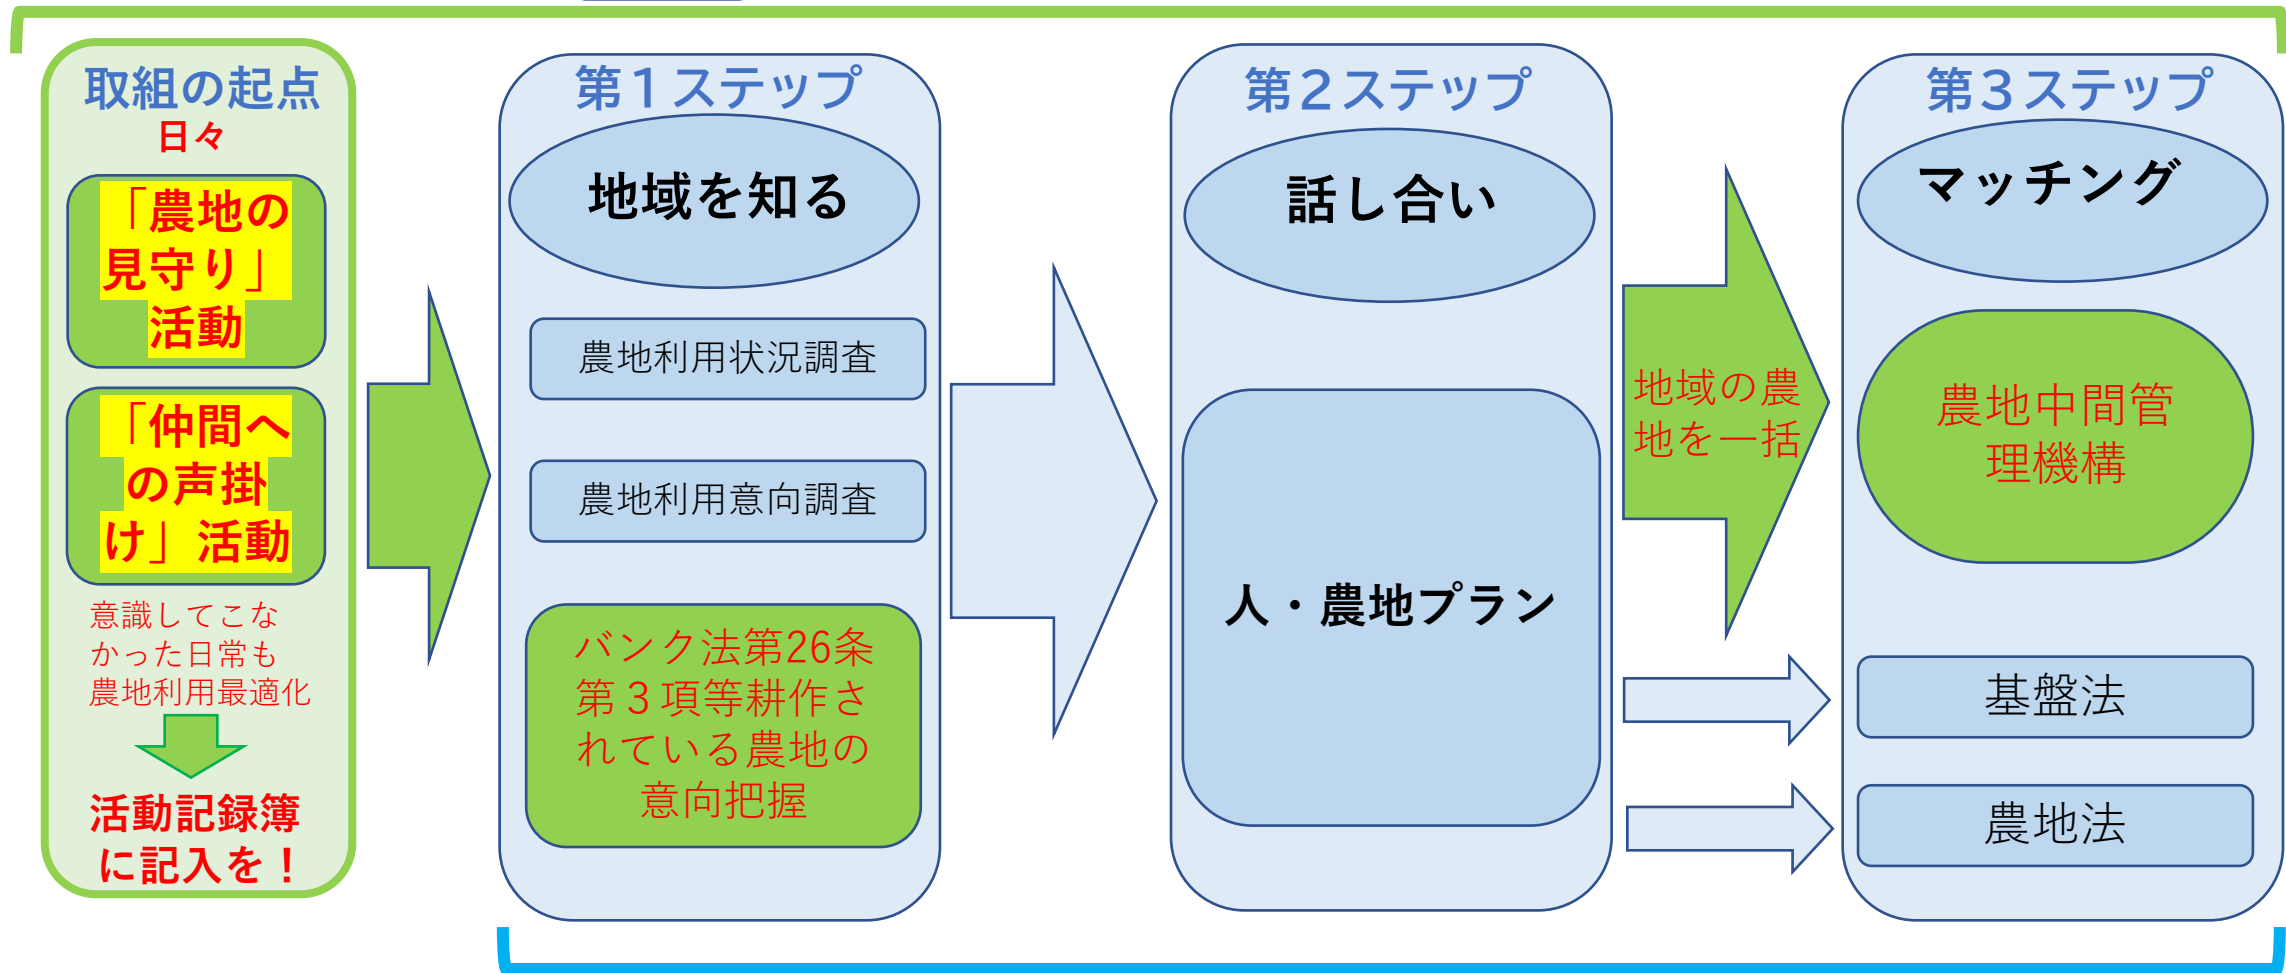 取組の起点
日々
「農地の
見守り」
活動
「仲間へ
の声掛
け」活動
意識してこな
かった日常も
農地利用最適化
活動記録簿
に記入を！
第１ステップ
地域を知る
農地利用状況調査
農地利用意向調査
バンク法第26条
第３項等耕作さ
れている農地の
意向把握
第２ステップ
話し合い
人・農地プラン
地域の農
地を一括
第３ステップ
マッチング
農地中間管
理機構
基盤法
農地法